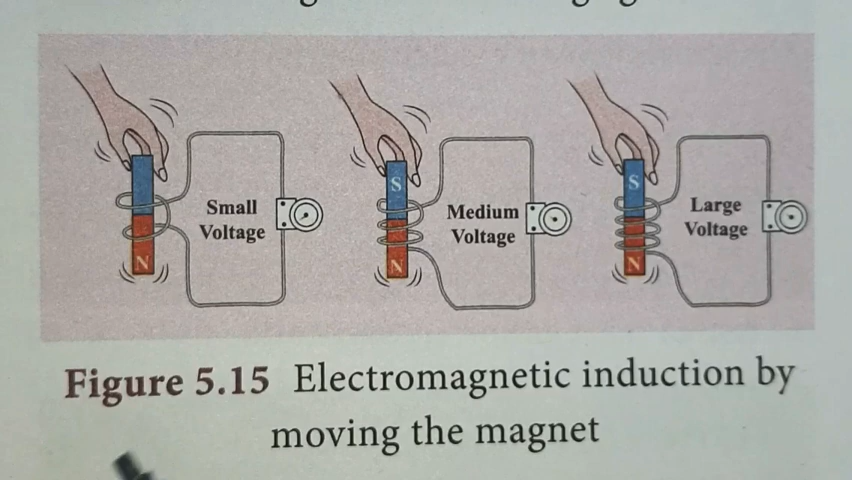 Small
Voltage
N
S
Medium
Voltage
N
S
Large
Voltage
N
Figure 5.15 Electromagnetic induction by
moving the magnet